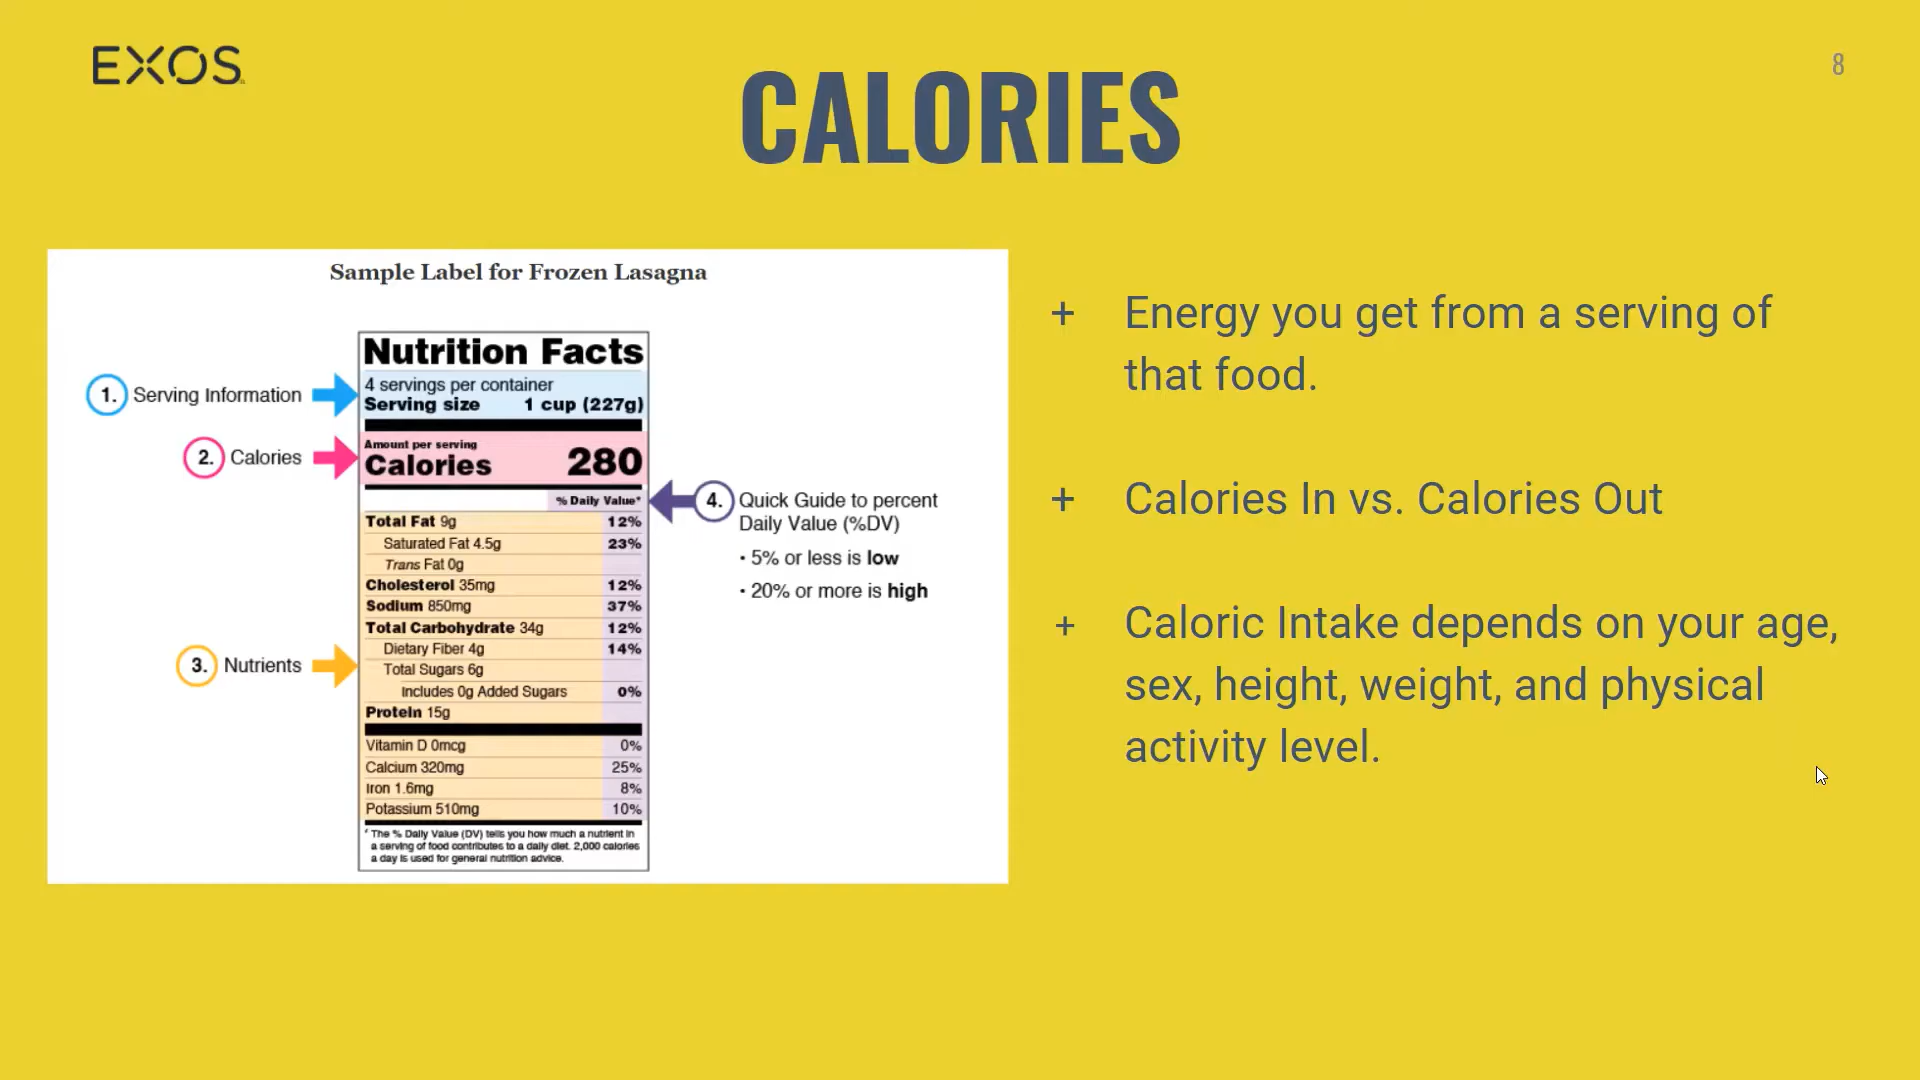 EXOS
8
CALORIES
Sample Label for Frozen Lasagna
1. Serving Information
2. Calories
3. Nutrients
Nutrition Facts
4 servings per container
Serving size 1 cup (227g)
Amount per serving
Calories 280
% Daily Value*
Total Fat 9g 12%
Saturated Fat 4.5g 23%
Trans Fat 0g
Cholesterol 35mg 12%
Sodium 850mg 37%
Total Carbohydrate 34g 12%
Dietary Fiber 4g 14%
Total Sugars 6g
Includes 0g Added Sugars 0%
Protein 15g
Vitamin D 0mcg 0%
Calcium 320mg 25%
Iron 1.6mg 8%
Potassium 510mg 10%
* The % Daily Value (DV) tells you how much a nutrient in
a serving of food contributes to a daily diet. 2,000 calories
a day is used for general nutrition advice.
4. Quick Guide to percent
Daily Value (%DV)
• 5% or less is low
• 20% or more is high
+ Energy you get from a serving of
that food.
+ Calories In vs. Calories Out
+ Caloric Intake depends on your age,
sex, height, weight, and physical
activity level.